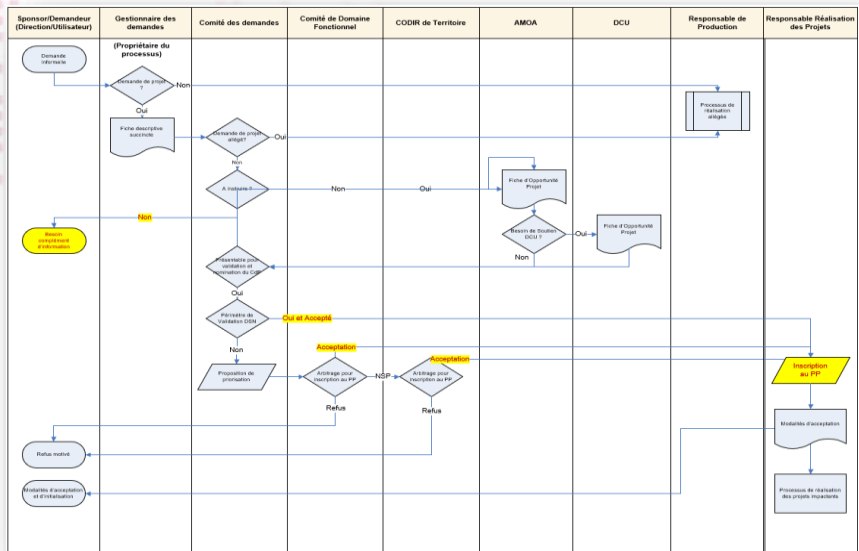 Sponsor/Demandeur
(Direction/Utilisateur)
Gestionnaire des
demandes
Comité des demandes
Comité de Domaine
Fonctionnel
CODIR de Territoire
AMOA
DCU
Responsable de
Production
Responsable Réalisation
des Projets
(Propriétaire du
processus)
Demande
informelle
Demande de projet
?
Non
Oui
Processus de
réalisation
allégée
Fiche descriptive
succincte
Demande de projet
allégé?
Oui
Non
A instruire ?
Non
Oui
Fiche d'Opportunité
Projet
Non
Besoin
complément
d'information
Besoin de Soutien
DCU ?
Oui
Fiche d'Opportunité
Projet
Non
Présentable pour
validation et
nomination du CdP
Oui
Périmètre de
Validation DSN
Oui et Accepté
Non
Acceptation
Acceptation
Proposition de
priorisation
Arbitrage pour
inscription au PP
NSP
Arbitrage pour
inscription au PP
Inscription
au PP
Refus
Refus
Modalités d'acceptation
Refus motivé
Modalités d'acceptation
et d'initialisation
Processus de réalisation
des projets impactants